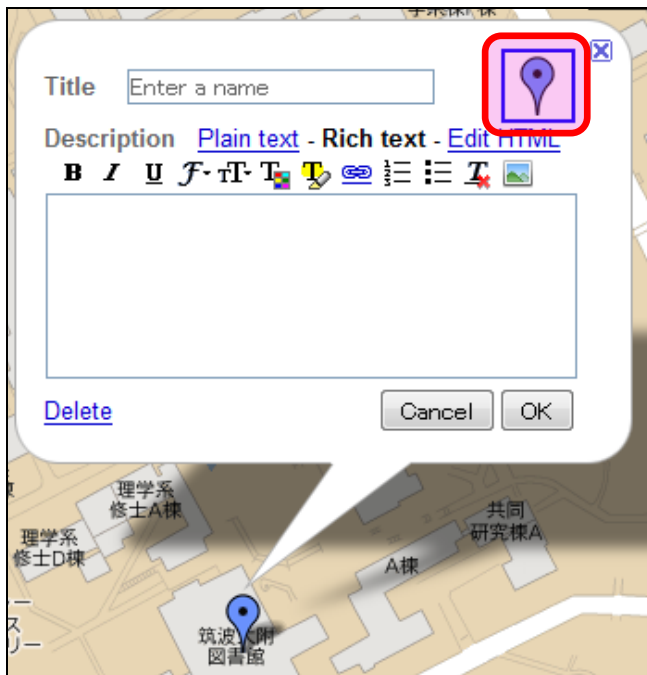 Title Enter a name
Description Plain text - Rich text - Edit HTML
B I U
Delete Cancel OK
理学系
修士A棟
理学系
修士D棟
共同
研究棟A
A棟
筑波大附
図書館